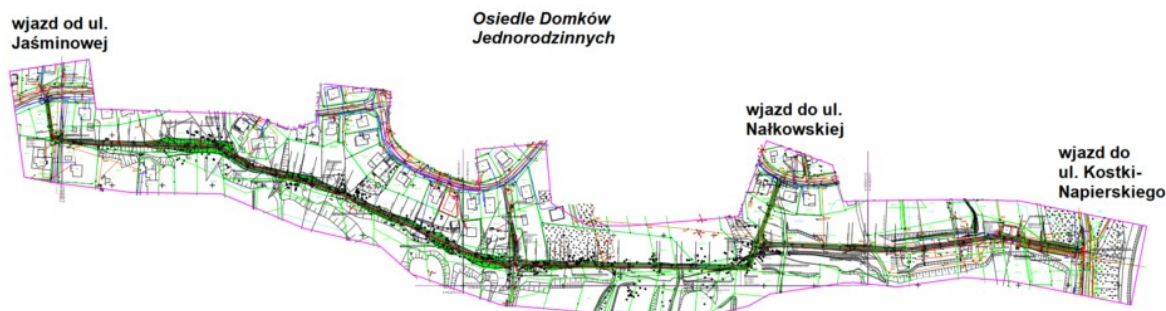 wjazd od ul.
Jaśminowej
Osiedle Domków
Jednorodzinnych
wjazd do ul.
Nałkowskiej
wjazd do
ul. Kostki-
Napierskiego